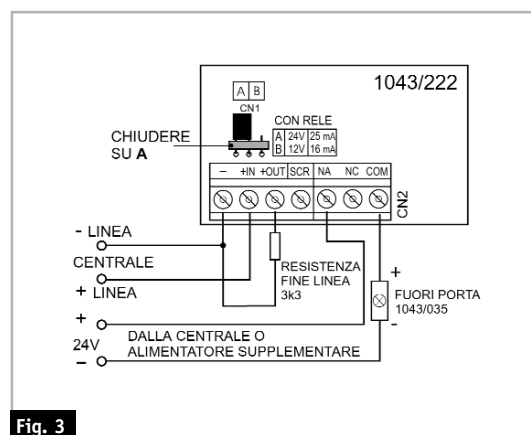 1043/222
A B
CN1
CON RELE
A 24V 25 mA
B 12V 16 mA
CHIUDERE
SU A
− +IN +OUT SCR NA NC COM
CN2
- LINEA
CENTRALE
+ LINEA
RESISTENZA
FINE LINEA
3k3
+
FUORI PORTA
1043/035
-
+
24V
−
DALLA CENTRALE O
ALIMENTATORE SUPPLEMENTARE
Fig. 3